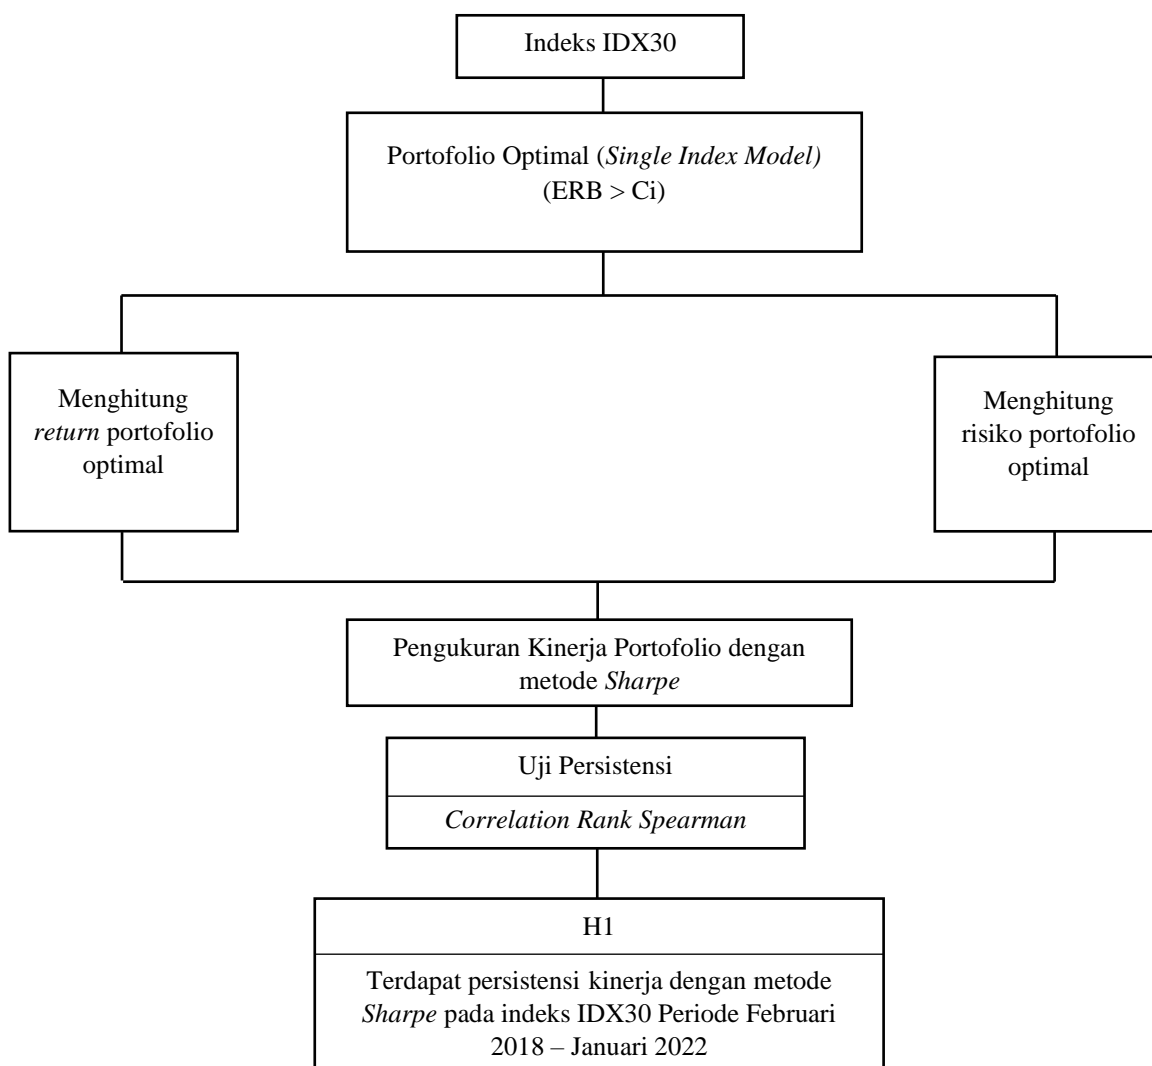 Indeks IDX30
Portofolio Optimal (Single Index Model)
(ERB > Ci)
Menghitung
return portofolio
optimal
Menghitung
risiko portofolio
optimal
Pengukuran Kinerja Portofolio dengan
metode Sharpe
Uji Persistensi
Correlation Rank Spearman
H1
Terdapat persistensi kinerja dengan metode
Sharpe pada indeks IDX30 Periode Februari
2018 – Januari 2022